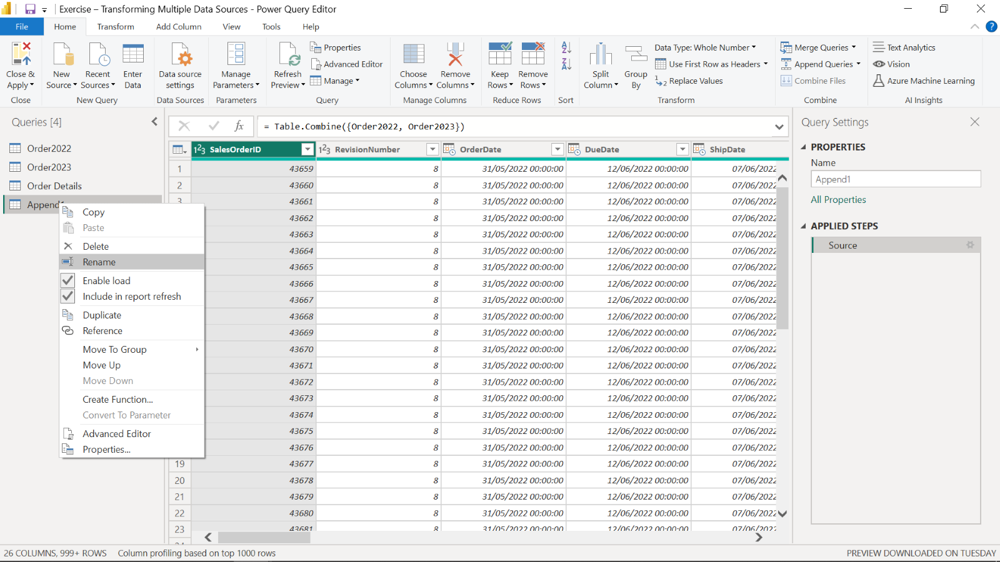 Exercise – Transforming Multiple Data Sources - Power Query Editor
File Home Transform Add Column View Tools Help
Close & Apply
Close
New Source
Recent Sources
Enter Data
New Query
Data source settings
Data Sources
Manage Parameters
Parameters
Refresh Preview
Properties
Advanced Editor
Manage
Query
Choose Columns
Remove Columns
Manage Columns
Keep Rows
Remove Rows
Reduce Rows
Sort
Split Column
Group By
Data Type: Whole Number
Use First Row as Headers
Replace Values
Transform
Merge Queries
Append Queries
Combine Files
Combine
Text Analytics
Vision
Azure Machine Learning
AI Insights
Queries [4]
Order2022
Order2023
Order Details
Append1
Copy
Paste
Delete
Rename
Enable load
Include in report refresh
Duplicate
Reference
Move To Group
Move Up
Move Down
Create Function...
Convert To Parameter
Advanced Editor
Properties...
fx = Table.Combine({Order2022, Order2023})
SalesOrderID RevisionNumber OrderDate DueDate ShipDate
1 43659 8 31/05/2022 00:00:00 12/06/2022 00:00:00 07/06/2022
2 43660 8 31/05/2022 00:00:00 12/06/2022 00:00:00 07/06/2022
3 43661 8 31/05/2022 00:00:00 12/06/2022 00:00:00 07/06/2022
43662 8 31/05/2022 00:00:00 12/06/2022 00:00:00 07/06/2022
43663 8 31/05/2022 00:00:00 12/06/2022 00:00:00 07/06/2022
43664 8 31/05/2022 00:00:00 12/06/2022 00:00:00 07/06/2022
43665 8 31/05/2022 00:00:00 12/06/2022 00:00:00 07/06/2022
43666 8 31/05/2022 00:00:00 12/06/2022 00:00:00 07/06/2022
43667 8 31/05/2022 00:00:00 12/06/2022 00:00:00 07/06/2022
43668 8 31/05/2022 00:00:00 12/06/2022 00:00:00 07/06/2022
43669 8 31/05/2022 00:00:00 12/06/2022 00:00:00 07/06/2022
43670 8 31/05/2022 00:00:00 12/06/2022 00:00:00 07/06/2022
43671 8 31/05/2022 00:00:00 12/06/2022 00:00:00 07/06/2022
43672 8 31/05/2022 00:00:00 12/06/2022 00:00:00 07/06/2022
43673 8 31/05/2022 00:00:00 12/06/2022 00:00:00 07/06/2022
43674 8 31/05/2022 00:00:00 12/06/2022 00:00:00 07/06/2022
43675 8 31/05/2022 00:00:00 12/06/2022 00:00:00 07/06/2022
43676 8 31/05/2022 00:00:00 12/06/2022 00:00:00 07/06/2022
19 43677 8 31/05/2022 00:00:00 12/06/2022 00:00:00 07/06/2022
20 43678 8 31/05/2022 00:00:00 12/06/2022 00:00:00 07/06/2022
21 43679 8 31/05/2022 00:00:00 12/06/2022 00:00:00 07/06/2022
22 43680 8 31/05/2022 00:00:00 12/06/2022 00:00:00 07/06/2022
23 43681 8 31/05/2022 00:00:00 12/06/2022 00:00:00 07/06/2022
Query Settings
PROPERTIES
Name
Append1
All Properties
APPLIED STEPS
Source
26 COLUMNS, 999+ ROWS Column profiling based on top 1000 rows
PREVIEW DOWNLOADED ON TUESDAY